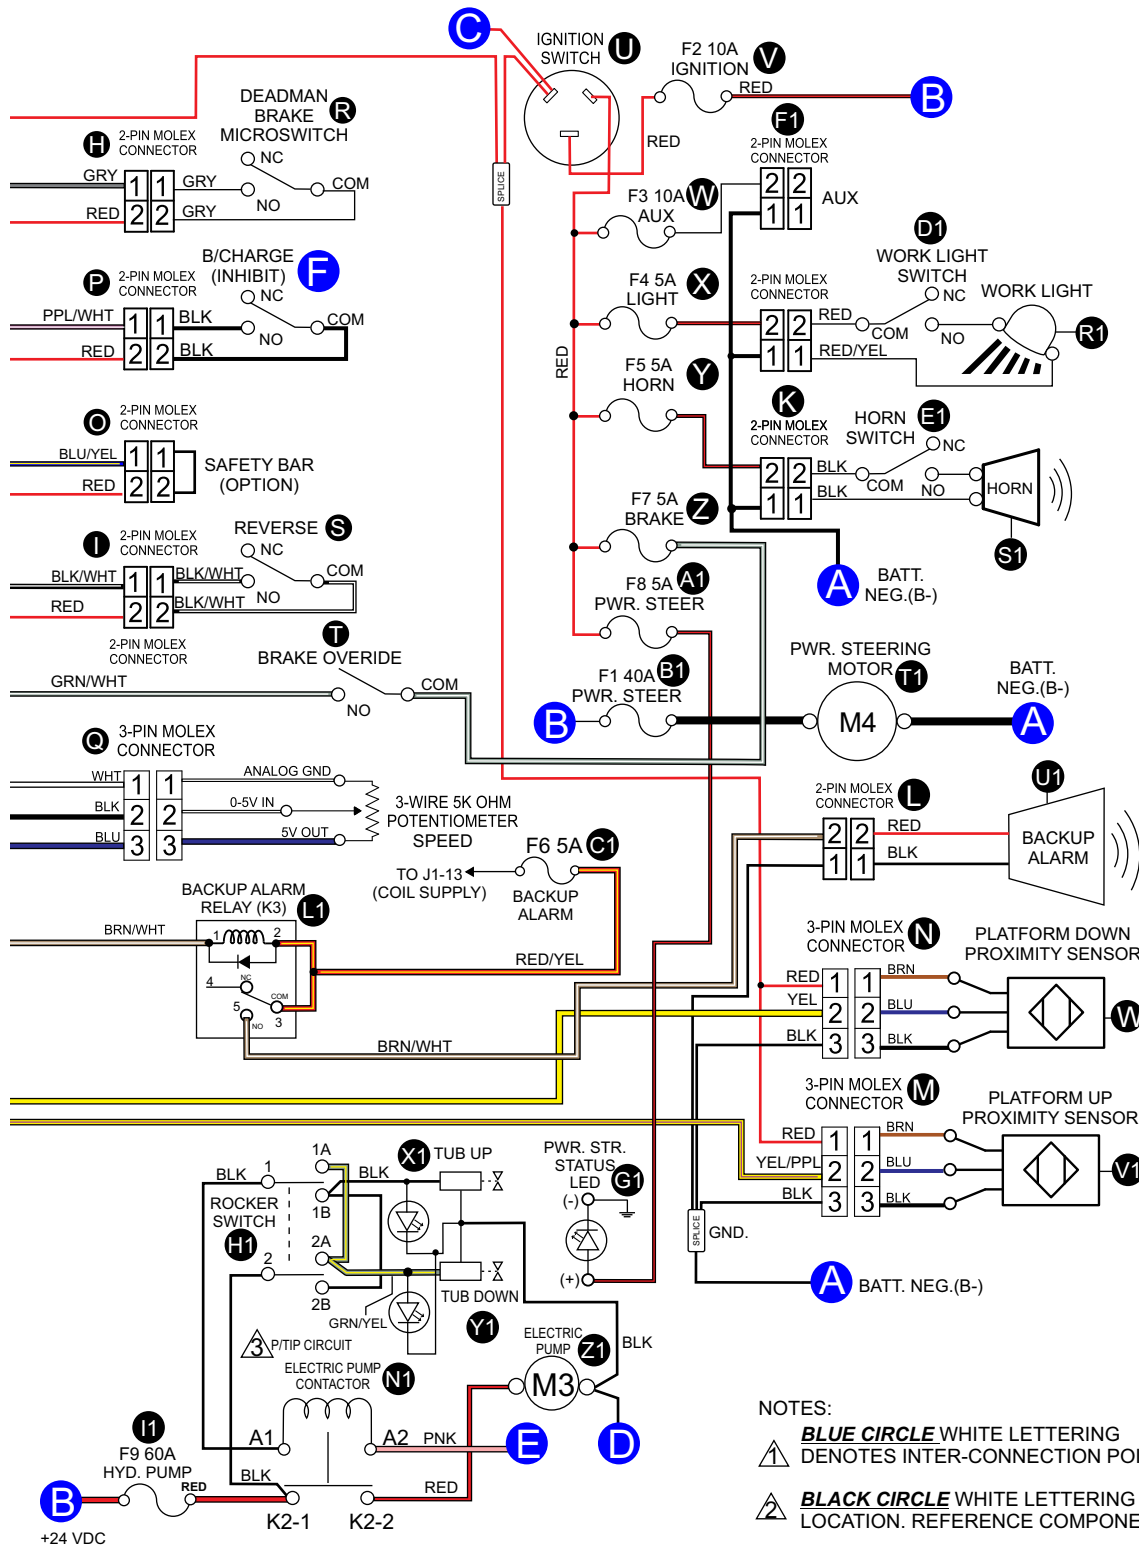 C
IGNITION
SWITCH
U
F2 10A
IGNITION
V
RED
B
RED
DEADMAN
BRAKE
MICROSWITCH
R
H
2-PIN MOLEX
CONNECTOR
NC
GRY
1 1
GRY
COM
NO
RED
2 2
GRY
SPLICE
F1
2-PIN MOLEX
CONNECTOR
2 2
1 1
AUX
F3 10A
AUX
W
B/CHARGE
(INHIBIT)
F
P
2-PIN MOLEX
CONNECTOR
NC
PPL/WHT
1 1
BLK
COM
NO
RED
2 2
BLK
D1
WORK LIGHT
SWITCH
NC
WORK LIGHT
F4 5A
LIGHT
X
2-PIN MOLEX
CONNECTOR
2 2
RED
COM
NO
R1
1 1
RED/YEL
RED
F5 5A
HORN
Y
K
2-PIN MOLEX
CONNECTOR
HORN
SWITCH
E1
NC
2 2
BLK
COM
NO
HORN
1 1
BLK
S1
O
2-PIN MOLEX
CONNECTOR
BLU/YEL
1 1
RED
2 2
SAFETY BAR
(OPTION)
F7 5A
BRAKE
Z
A
BATT.
NEG.(B-)
I
2-PIN MOLEX
CONNECTOR
REVERSE
S
NC
BLK/WHT
1 1
BLK/WHT
COM
NO
RED
2 2
BLK/WHT
2-PIN MOLEX
CONNECTOR
F8 5A
PWR. STEER
A1
T
BRAKE OVERIDE
GRN/WHT
COM
NO
F1 40A
PWR. STEER
B1
B
PWR. STEERING
MOTOR
T1
M4
BATT.
NEG.(B-)
A
Q
3-PIN MOLEX
CONNECTOR
WHT
1 1
ANALOG GND
BLK
2 2
0-5V IN
BLU
3 3
5V OUT
3-WIRE 5K OHM
POTENTIOMETER
SPEED
F6 5A
C1
TO J1-13
(COIL SUPPLY)
BACKUP
ALARM
2-PIN MOLEX
CONNECTOR
L
U1
2 2
RED
1 1
BLK
BACKUP
ALARM
BACKUP ALARM
RELAY (K3)
L1
BRN/WHT
1
2
4
NC
COM
5
NO
3
RED/YEL
BRN/WHT
3-PIN MOLEX
CONNECTOR
N
PLATFORM DOWN
PROXIMITY SENSOR
RED
1 1
BRN
YEL
2 2
BLU
BLK
3 3
BLK
W
3-PIN MOLEX
CONNECTOR
M
PLATFORM UP
PROXIMITY SENSOR
RED
1 1
BRN
YEL/PPL
2 2
BLU
BLK
3 3
BLK
V1
SPLICE
GND.
A
BATT. NEG.(B-)
BLK
1
1A
BLK
X1
TUB UP
1B
ROCKER
SWITCH
H1
2A
2
2B
GRN/YEL
TUB DOWN
Y1
PWR. STR.
STATUS
LED
G1
(-)
(+)
3
P/TIP CIRCUIT
ELECTRIC PUMP
CONTACTOR
N1
ELECTRIC
PUMP
Z1
M3
BLK
A1
A2
PNK
E
D
I1
F9 60A
HYD. PUMP
B
RED
BLK
RED
K2-1
K2-2
+24 VDC
NOTES:
1
BLUE CIRCLE WHITE LETTERING
DENOTES INTER-CONNECTION PO
2
BLACK CIRCLE WHITE LETTERING
LOCATION. REFERENCE COMPONE